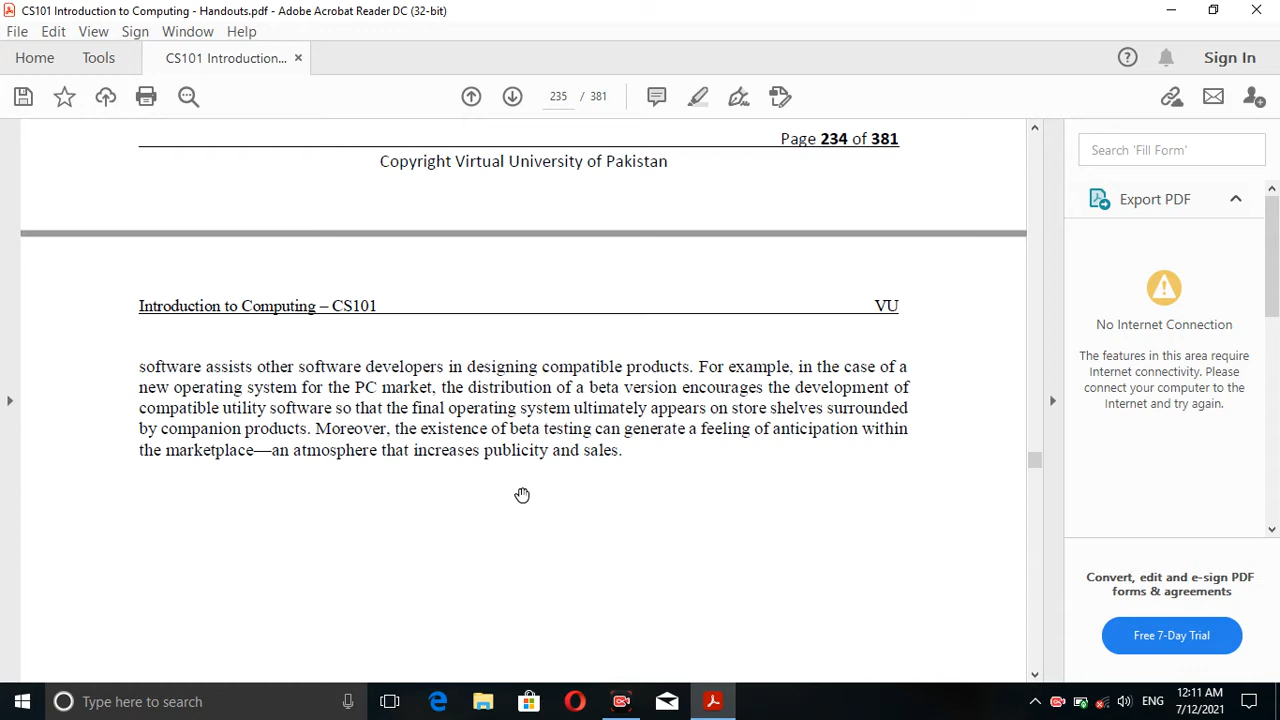 CS101 Introduction to Computing - Handouts.pdf - Adobe Acrobat Reader DC (32-bit)
File Edit View Sign Window Help
Home Tools CS101 Introduction... × Sign In
235 / 381
Page 234 of 381
Copyright Virtual University of Pakistan
Introduction to Computing – CS101 VU
software assists other software developers in designing compatible products. For example, in the case of a
new operating system for the PC market, the distribution of a beta version encourages the development of
compatible utility software so that the final operating system ultimately appears on store shelves surrounded
by companion products. Moreover, the existence of beta testing can generate a feeling of anticipation within
the marketplace—an atmosphere that increases publicity and sales.
Search 'Fill Form'
Export PDF
No Internet Connection
The features in this area require
Internet connectivity. Please
connect your computer to the
Internet and try again.
Convert, edit and e-sign PDF
forms & agreements
Free 7-Day Trial
Type here to search
ENG
12:11 AM
7/12/2021